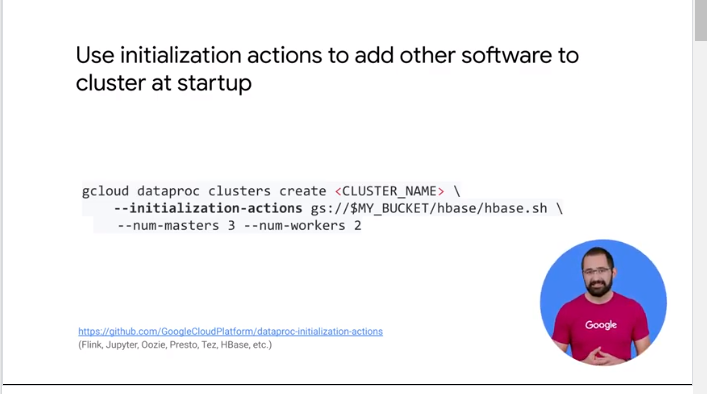 Use initialization actions to add other software to
cluster at startup
gcloud dataproc clusters create <CLUSTER_NAME> \
--initialization-actions gs://$MY_BUCKET/hbase/hbase.sh \
--num-masters 3 --num-workers 2
Google
https://github.com/GoogleCloudPlatform/dataproc-initialization-actions
(Flink, Jupyter, Oozie, Presto, Tez, HBase, etc.)